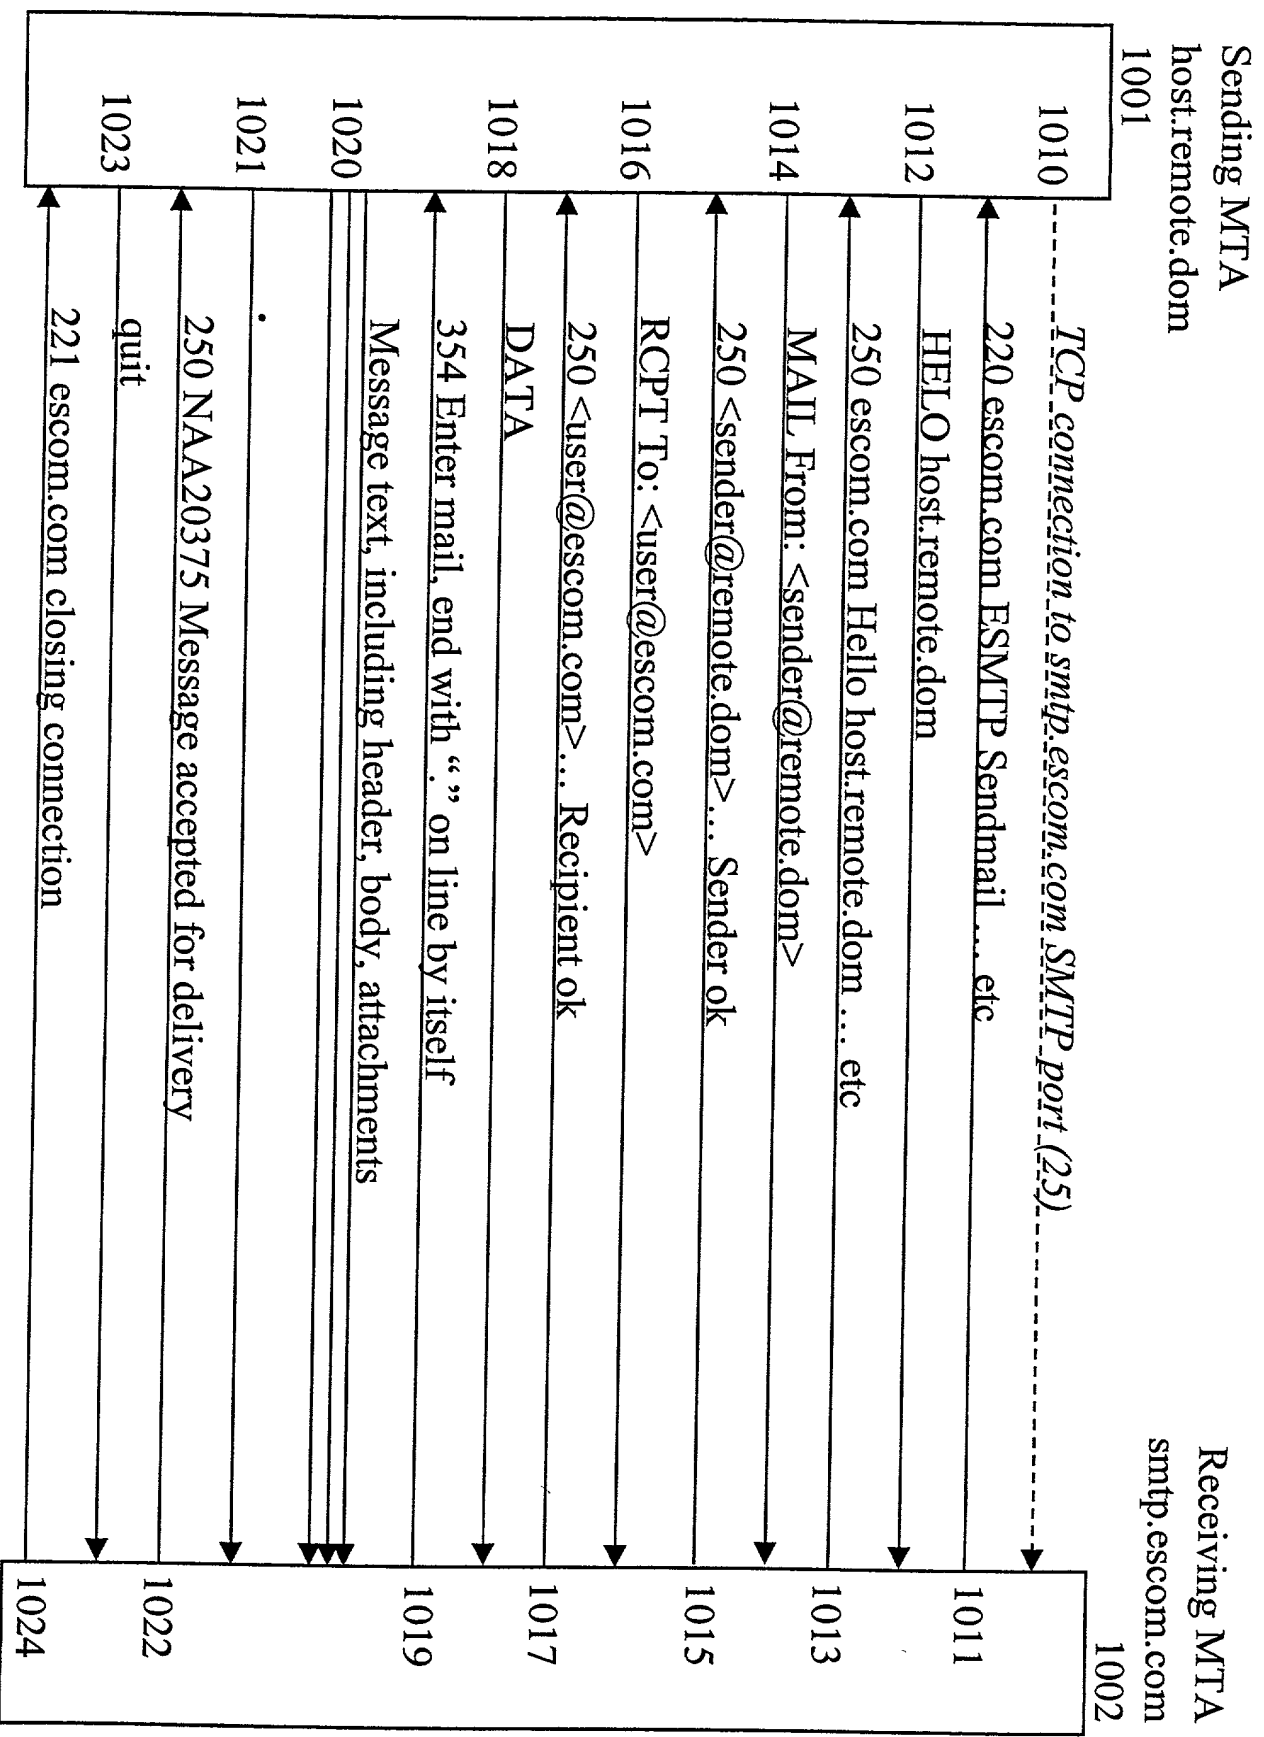 Sending MTA
host.remote.dom
1001
Receiving MTA
smtp.escom.com
1002
1010
TCP connection to smtp.escom.com SMTP port (25)
220 escom.com ESMTP Sendmail … etc
1011
1012
HELO host.remote.dom
250 escom.com Hello host.remote.dom … etc
1013
1014
MAIL From: <sender@remote.dom>
250 <sender@remote.dom>… Sender ok
1015
1016
RCPT To: <user@escom.com>
250 <user@escom.com>… Recipient ok
1017
1018
DATA
354 Enter mail, end with “.” on line by itself
1019
1020
Message text, including header, body, attachments
1021
.
250 NAA20375 Message accepted for delivery
1022
1023
quit
221 escom.com closing connection
1024